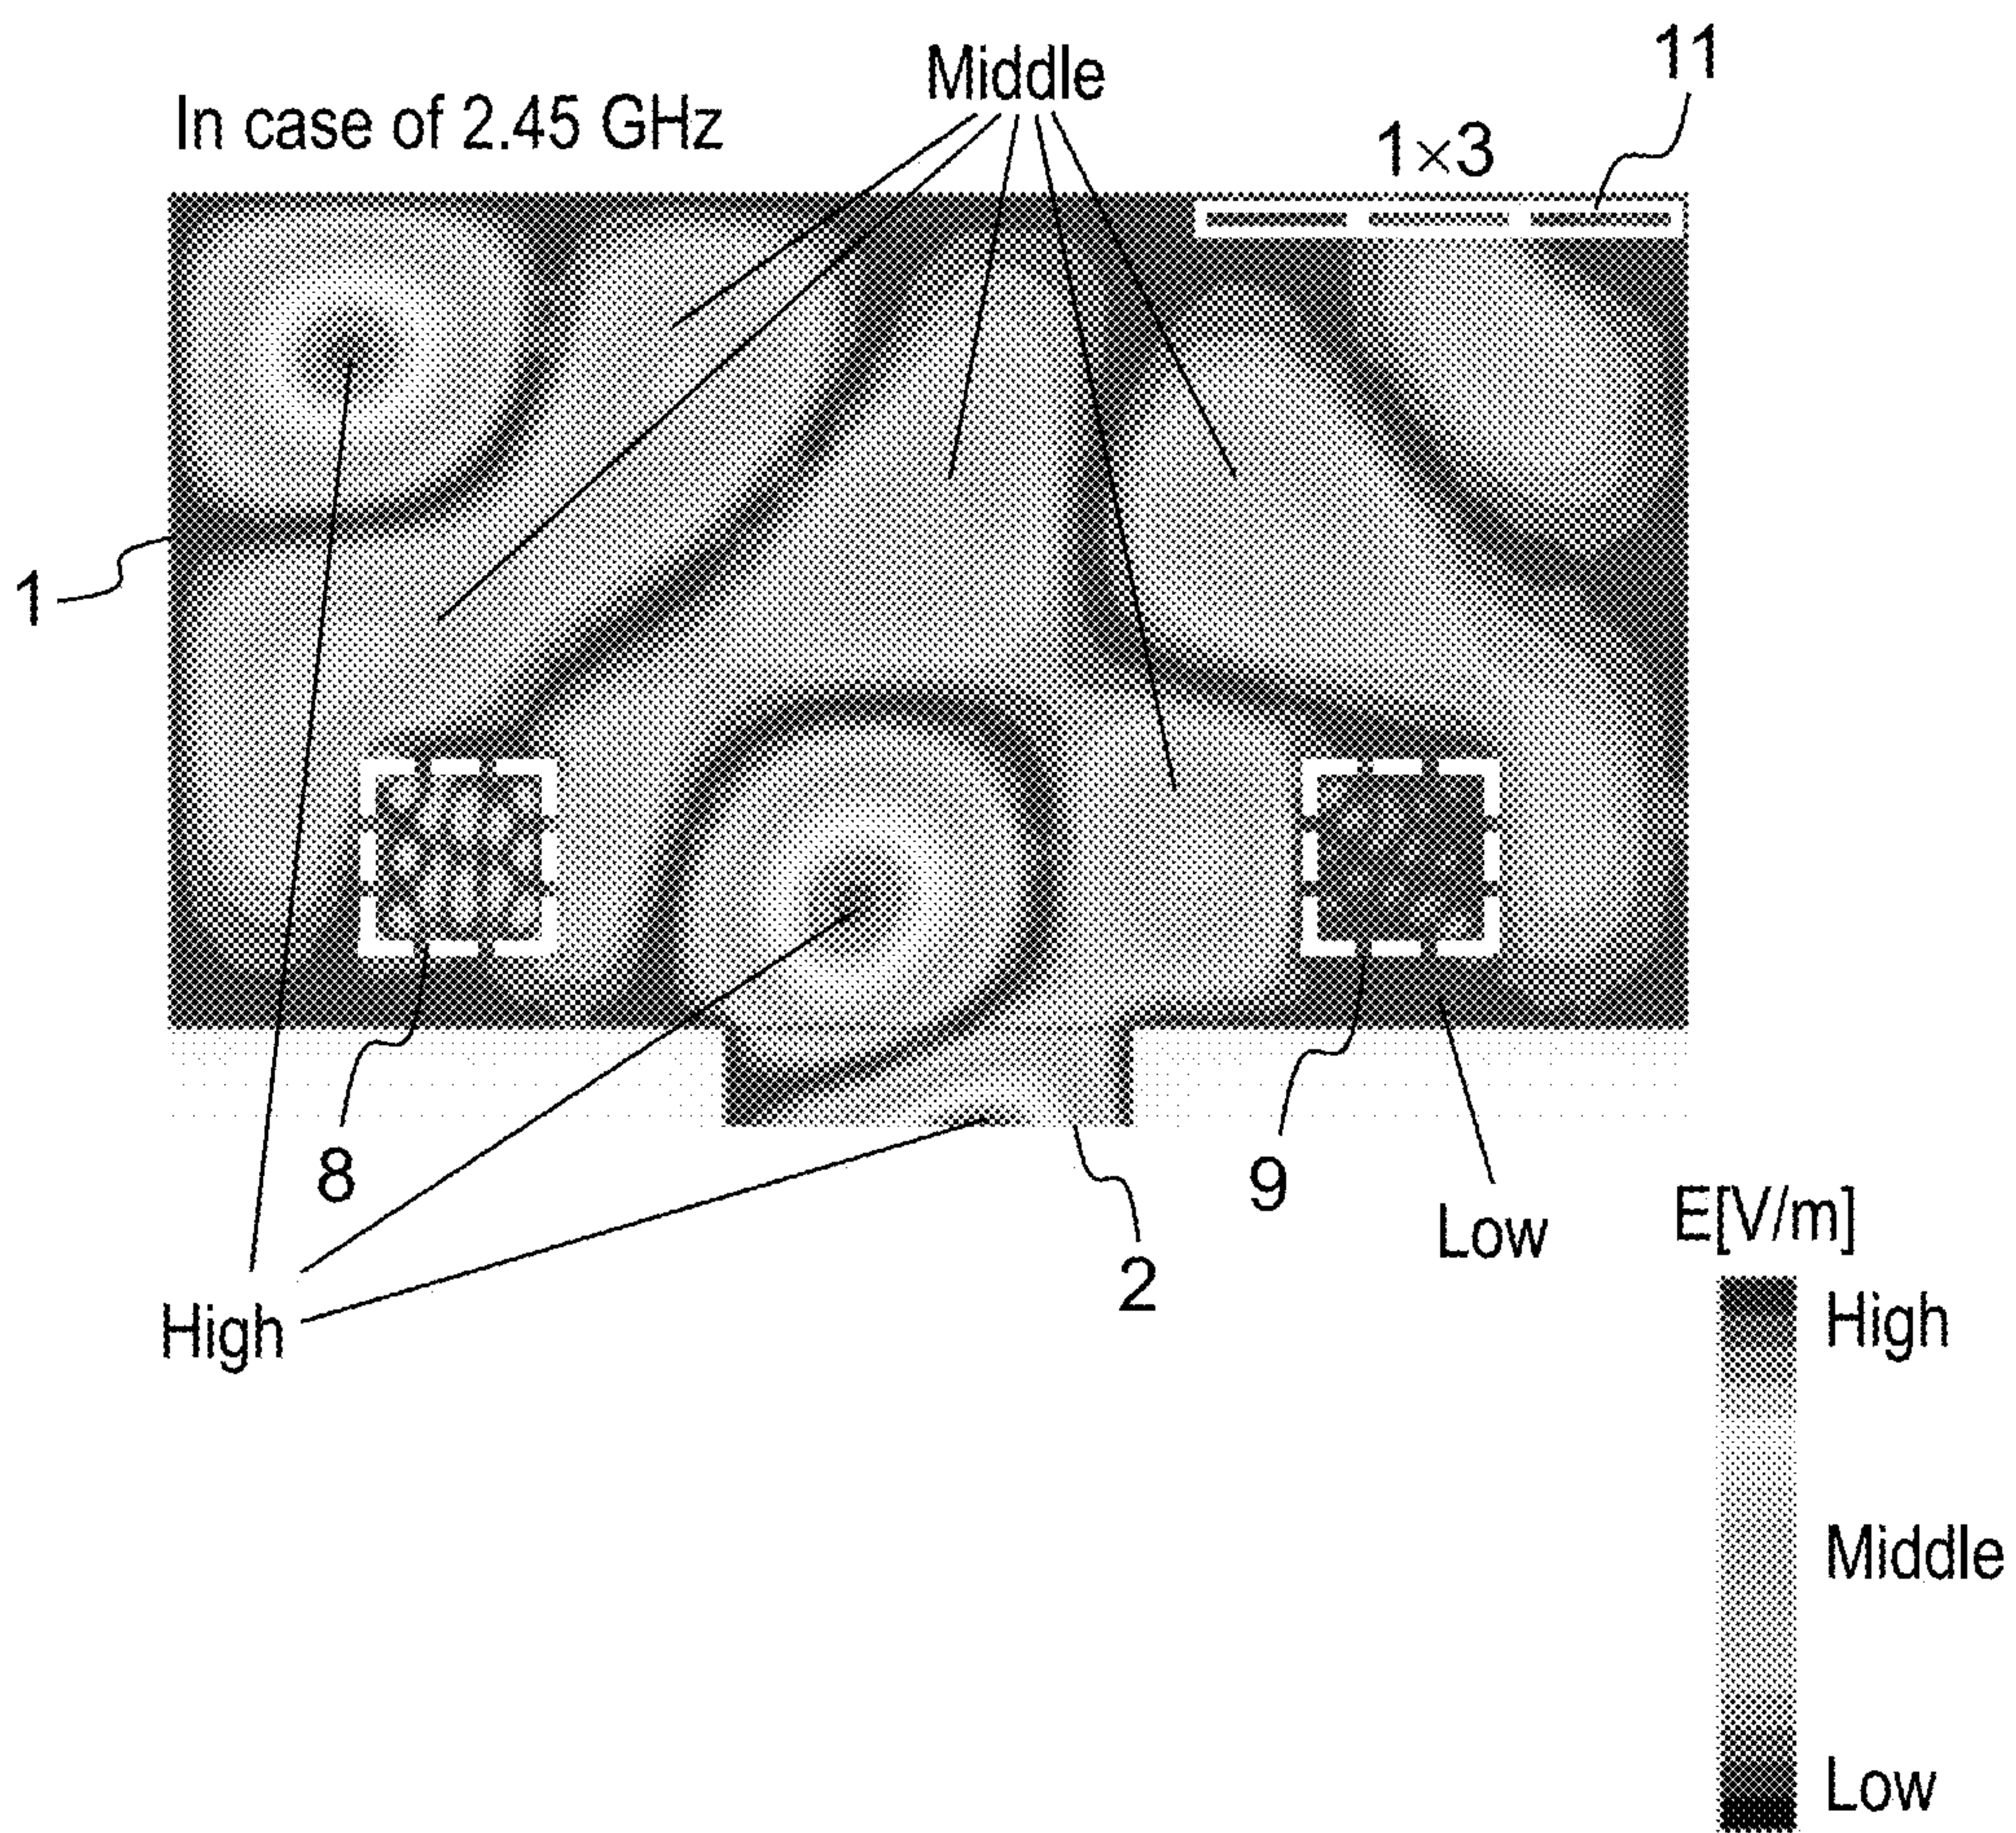 11
Middle
In case of 2.45 GHz
1×3
1
8
9
2
Low
High
E[V/m]
High
Middle
Low